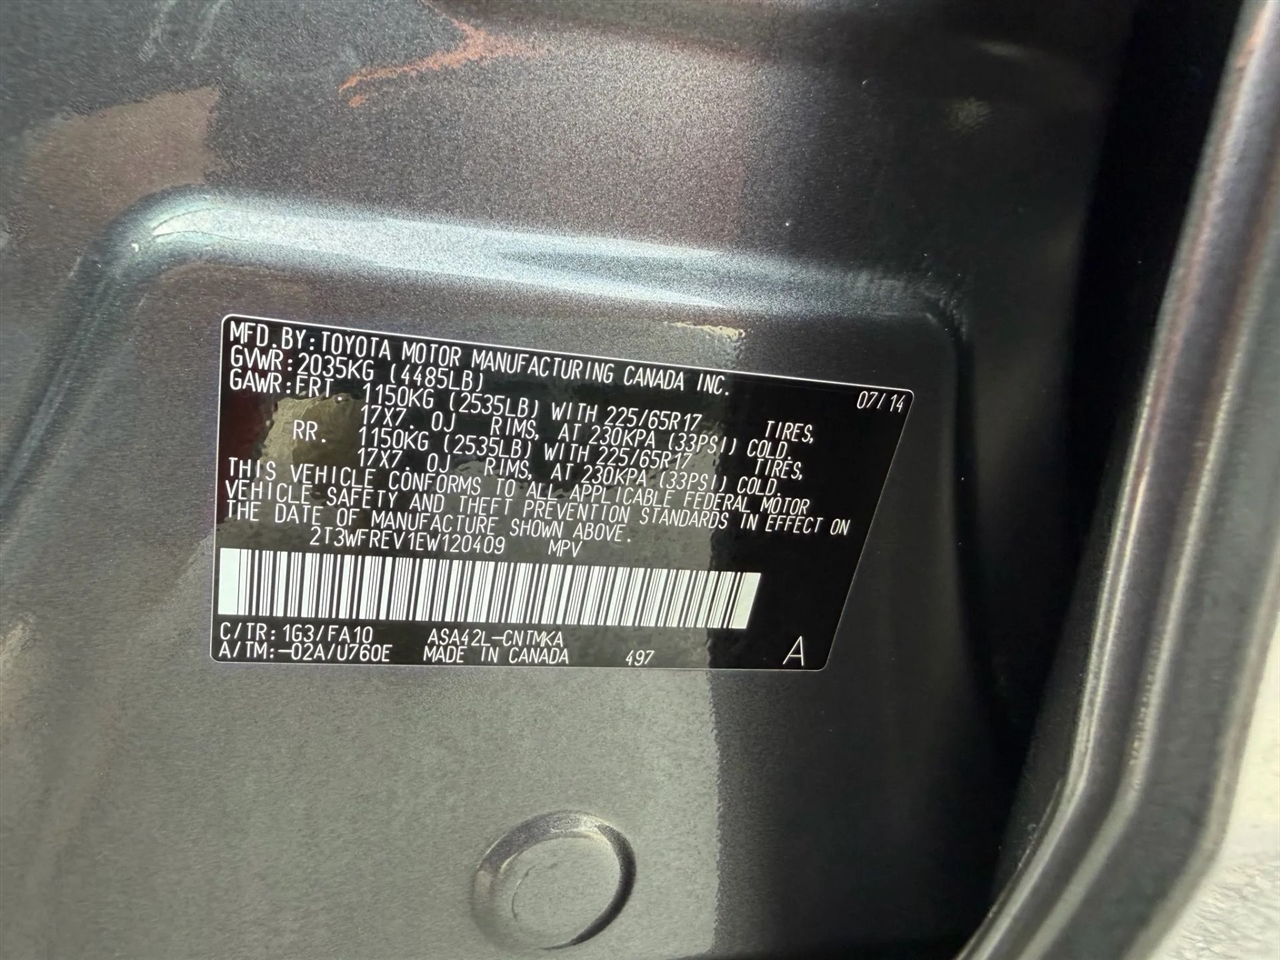 MFD.BY:TOYOTA MOTOR MANUFACTURING CANADA INC. 07/14
GVWR:2035KG (4485LB)
GAWR:FRT. 1150KG (2535LB) WITH 225/65R17 TIRES,
17X7.0J RIMS, AT 230KPA (33PSI) COLD.
RR. 1150KG (2535LB) WITH 225/65R17 TIRES,
17X7.0J RIMS, AT 230KPA (33PSI) COLD.
THIS VEHICLE CONFORMS TO ALL APPLICABLE FEDERAL MOTOR
VEHICLE SAFETY AND THEFT PREVENTION STANDARDS IN EFFECT ON
THE DATE OF MANUFACTURE SHOWN ABOVE.
2T3WFREV1EW120409 MPV
C/TR:1G3/FA10 ASA42L-CNTMKA
A/TM:-02A/U760E MADE IN CANADA 497 A